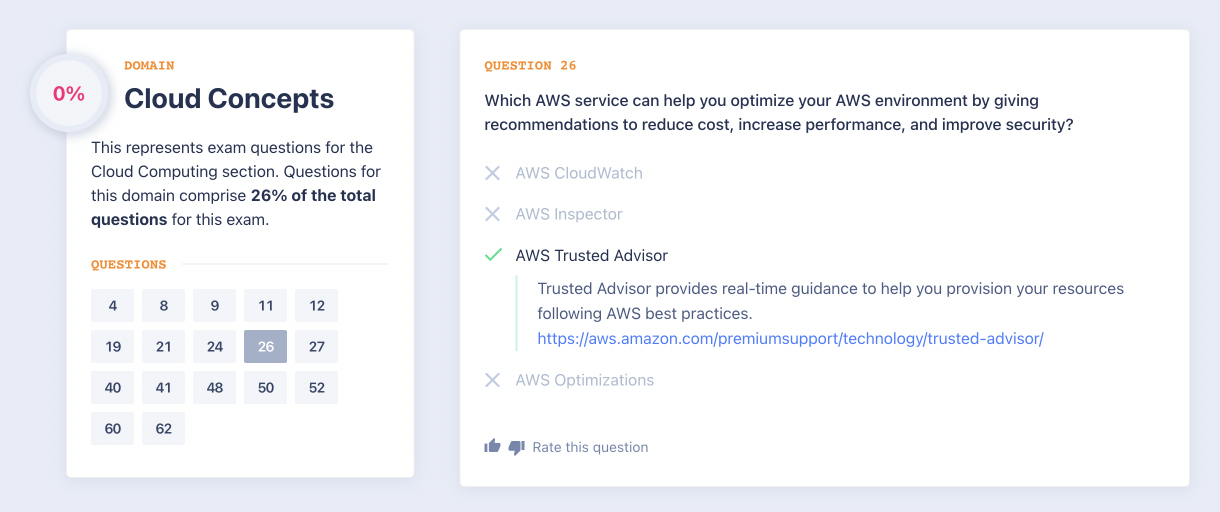 0%
DOMAIN
Cloud Concepts
This represents exam questions for the
Cloud Computing section. Questions for
this domain comprise 26% of the total
questions for this exam.
QUESTIONS
4 8 9 11 12
19 21 24 26 27
40 41 48 50 52
60 62
QUESTION 26
Which AWS service can help you optimize your AWS environment by giving
recommendations to reduce cost, increase performance, and improve security?
AWS CloudWatch
AWS Inspector
AWS Trusted Advisor
Trusted Advisor provides real-time guidance to help you provision your resources
following AWS best practices.
https://aws.amazon.com/premiumsupport/technology/trusted-advisor/
AWS Optimizations
Rate this question